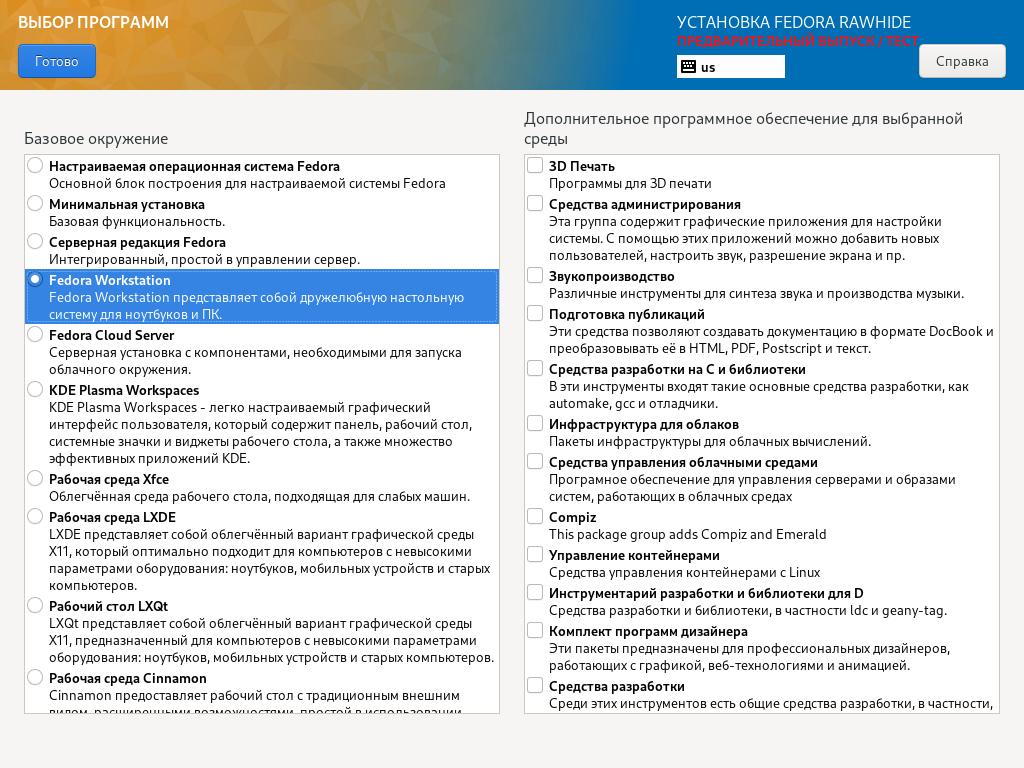 ВЫБОР ПРОГРАММ
Готово
УСТАНОВКА FEDORA RAWHIDE
ПРЕДВАРИТЕЛЬНЫЙ ВЫПУСК / ТЕСТ
us
Справка
Базовое окружение
Настраиваемая операционная система Fedora
Основной блок построения для настраиваемой системы Fedora
Минимальная установка
Базовая функциональность.
Серверная редакция Fedora
Интегрированный, простой в управлении сервер.
Fedora Workstation
Fedora Workstation представляет собой дружелюбную настольную
систему для ноутбуков и ПК.
Fedora Cloud Server
Серверная установка с компонентами, необходимыми для запуска
облачного окружения.
KDE Plasma Workspaces
KDE Plasma Workspaces - легко настраиваемый графический
интерфейс пользователя, который содержит панель, рабочий стол,
системные значки и виджеты рабочего стола, а также множество
эффективных приложений KDE.
Рабочая среда Xfce
Облегчённая среда рабочего стола, подходящая для слабых машин.
Рабочая среда LXDE
LXDE представляет собой облегчённый вариант графической среды
X11, который оптимально подходит для компьютеров с невысокими
параметрами оборудования: ноутбуков, мобильных устройств и старых
компьютеров.
Рабочий стол LXQt
LXQt представляет собой облегчённый вариант графической среды
X11, предназначенный для компьютеров с невысокими параметрами
оборудования: ноутбуков, мобильных устройств и старых компьютеров.
Рабочая среда Cinnamon
Cinnamon предоставляет рабочий стол с традиционным внешним
видом, расширенными возможностями, простой в использовании
Дополнительное программное обеспечение для выбранной
среды
3D Печать
Программы для 3D печати
Средства администрирования
Эта группа содержит графические приложения для настройки
системы. С помощью этих приложений можно добавить новых
пользователей, настроить звук, разрешение экрана и пр.
Звукопроизводство
Различные инструменты для синтеза звука и производства музыки.
Подготовка публикаций
Эти средства позволяют создавать документацию в формате DocBook и
преобразовывать её в HTML, PDF, Postscript и текст.
Средства разработки на C и библиотеки
В эти инструменты входят такие основные средства разработки, как
automake, gcc и отладчики.
Инфраструктура для облаков
Пакеты инфраструктуры для облачных вычислений.
Средства управления облачными средами
Програмное обеспечение для управления серверами и образами
систем, работающих в облачных средах
Compiz
This package group adds Compiz and Emerald
Управление контейнерами
Средства управления контейнерами с Linux
Инструментарий разработки и библиотеки для D
Средства разработки и библиотеки, в частности ldc и geany-tag.
Комплект программ дизайнера
Эти пакеты предназначены для профессиональных дизайнеров,
работающих с графикой, веб-технологиями и анимацией.
Средства разработки
Среди этих инструментов есть общие средства разработки, в частности,